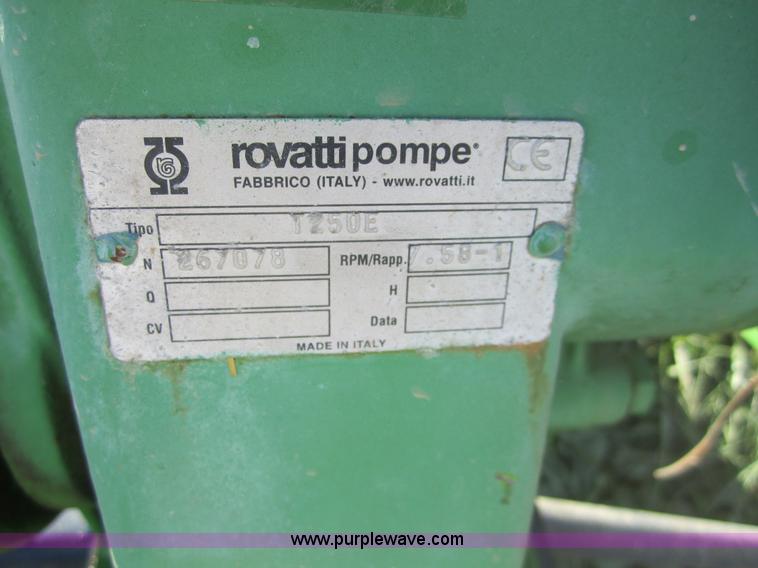 rovatti pompe
CE
FABBRICO (ITALY) - www.rovatti.it
Tipo T250E
N 267078 RPM/Rapp. 7.58-1
Q H
CV Data
MADE IN ITALY
www.purplewave.com